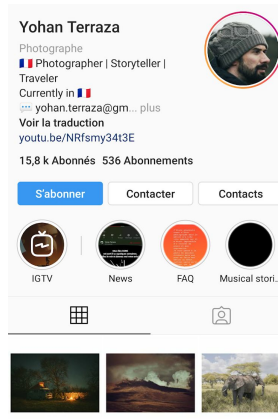 Yohan Terraza
Photographe
🇫🇷 Photographer | Storyteller |
Traveler
Currently in 🇫🇷
💬 yohan.terraza@gm... plus
Voir la traduction
youtu.be/NRfsmy34t3E
15,8 k Abonnés 536 Abonnements
S'abonner Contacter Contacts
IGTV News FAQ Musical stori...